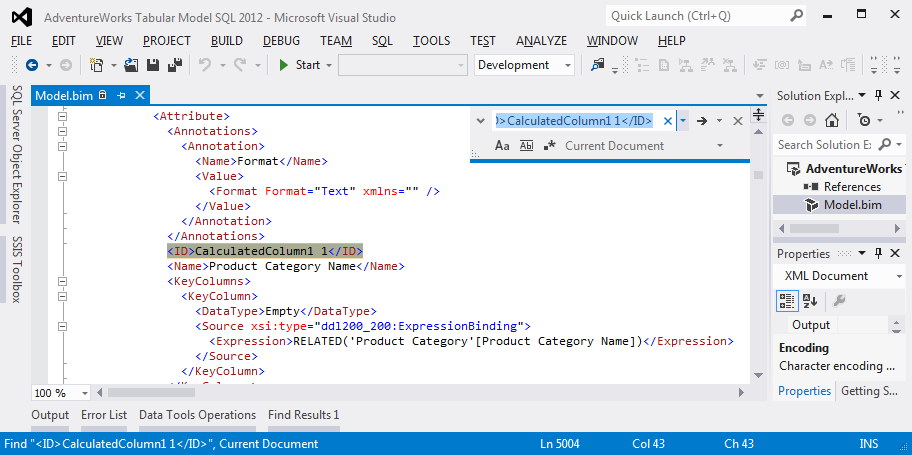 AdventureWorks Tabular Model SQL 2012 - Microsoft Visual Studio
Quick Launch (Ctrl+Q)
FILE EDIT VIEW PROJECT BUILD DEBUG TEAM SQL TOOLS TEST ANALYZE WINDOW HELP
Start Development
SQL Server Object Explorer
SSIS Toolbox
Model.bim
<Attribute>
<Annotations>
<Annotation>
<Name>Format</Name>
<Value>
<Format Format="Text" xmlns="" />
</Value>
</Annotation>
</Annotations>
<ID>CalculatedColumn1 1</ID>
<Name>Product Category Name</Name>
<KeyColumns>
<KeyColumn>
<DataType>Empty</DataType>
<Source xsi:type="ddl200_200:ExpressionBinding">
<Expression>RELATED('Product Category'[Product Category Name])</Expression>
</Source>
</KeyColumn>
</KeyColumns>
CalculatedColumn1 1</ID>
Aa Ab Current Document
100 %
Solution Expl...
Search Solution E
AdventureWorks
References
Model.bim
Properties
XML Document
Output
Encoding
Character encoding ...
Properties Getting S...
Output Error List Data Tools Operations Find Results 1
Find "<ID>CalculatedColumn1 1</ID>", Current Document Ln 5004 Col 43 Ch 43 INS